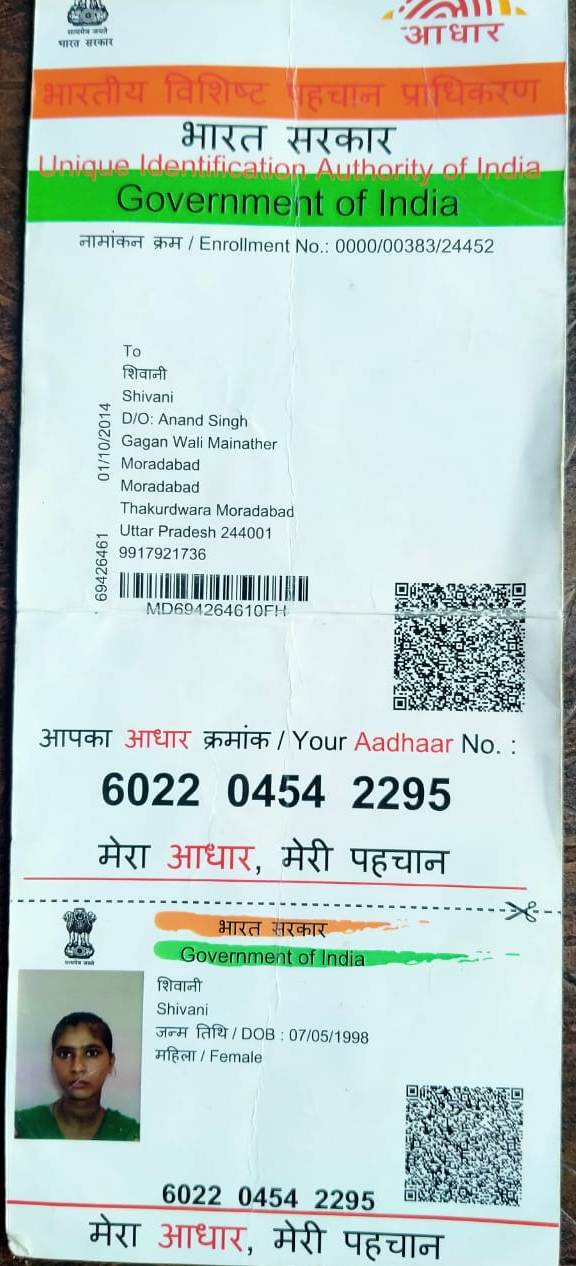 सत्यमेव जयते
भारत सरकार
आधार
भारतीय विशिष्ट पहचान प्राधिकरण
भारत सरकार
Unique Identification Authority of India
Government of India
नामांकन क्रम / Enrollment No.: 0000/00383/24452
To
शिवानी
Shivani
D/O: Anand Singh
Gagan Wali Mainather
Moradabad
Moradabad
Thakurdwara Moradabad
Uttar Pradesh 244001
9917921736
01/10/2014
69426461
MD694264610FH
आपका आधार क्रमांक / Your Aadhaar No. :
6022 0454 2295
मेरा आधार, मेरी पहचान
सत्यमेव जयते
भारत सरकार
Government of India
शिवानी
Shivani
जन्म तिथि / DOB : 07/05/1998
महिला / Female
6022 0454 2295
मेरा आधार, मेरी पहचान